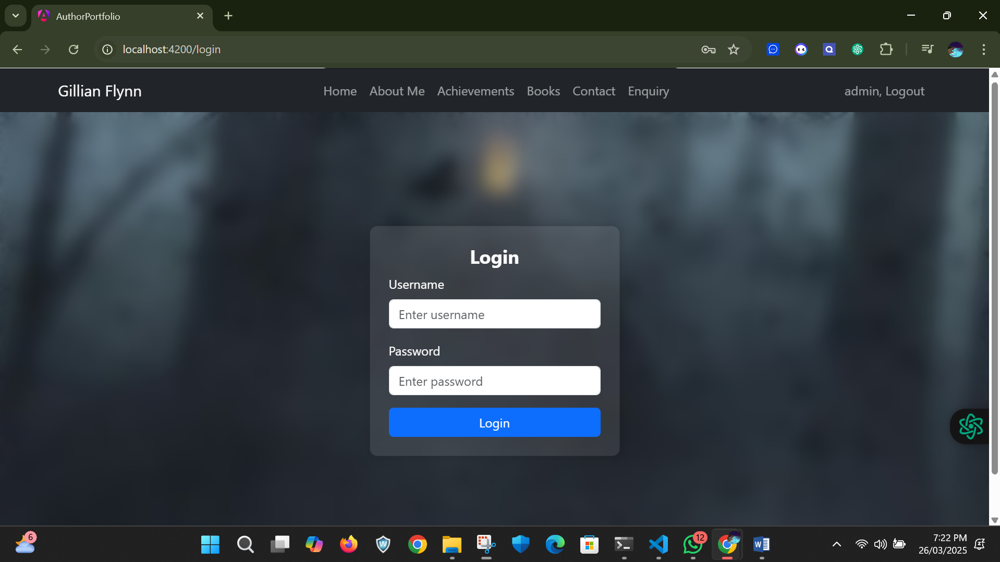 AuthorPortfolio
localhost:4200/login
Gillian Flynn
Home About Me Achievements Books Contact Enquiry
admin, Logout
Login
Username
Enter username
Password
Enter password
Login
6
12
7:22 PM
26/03/2025